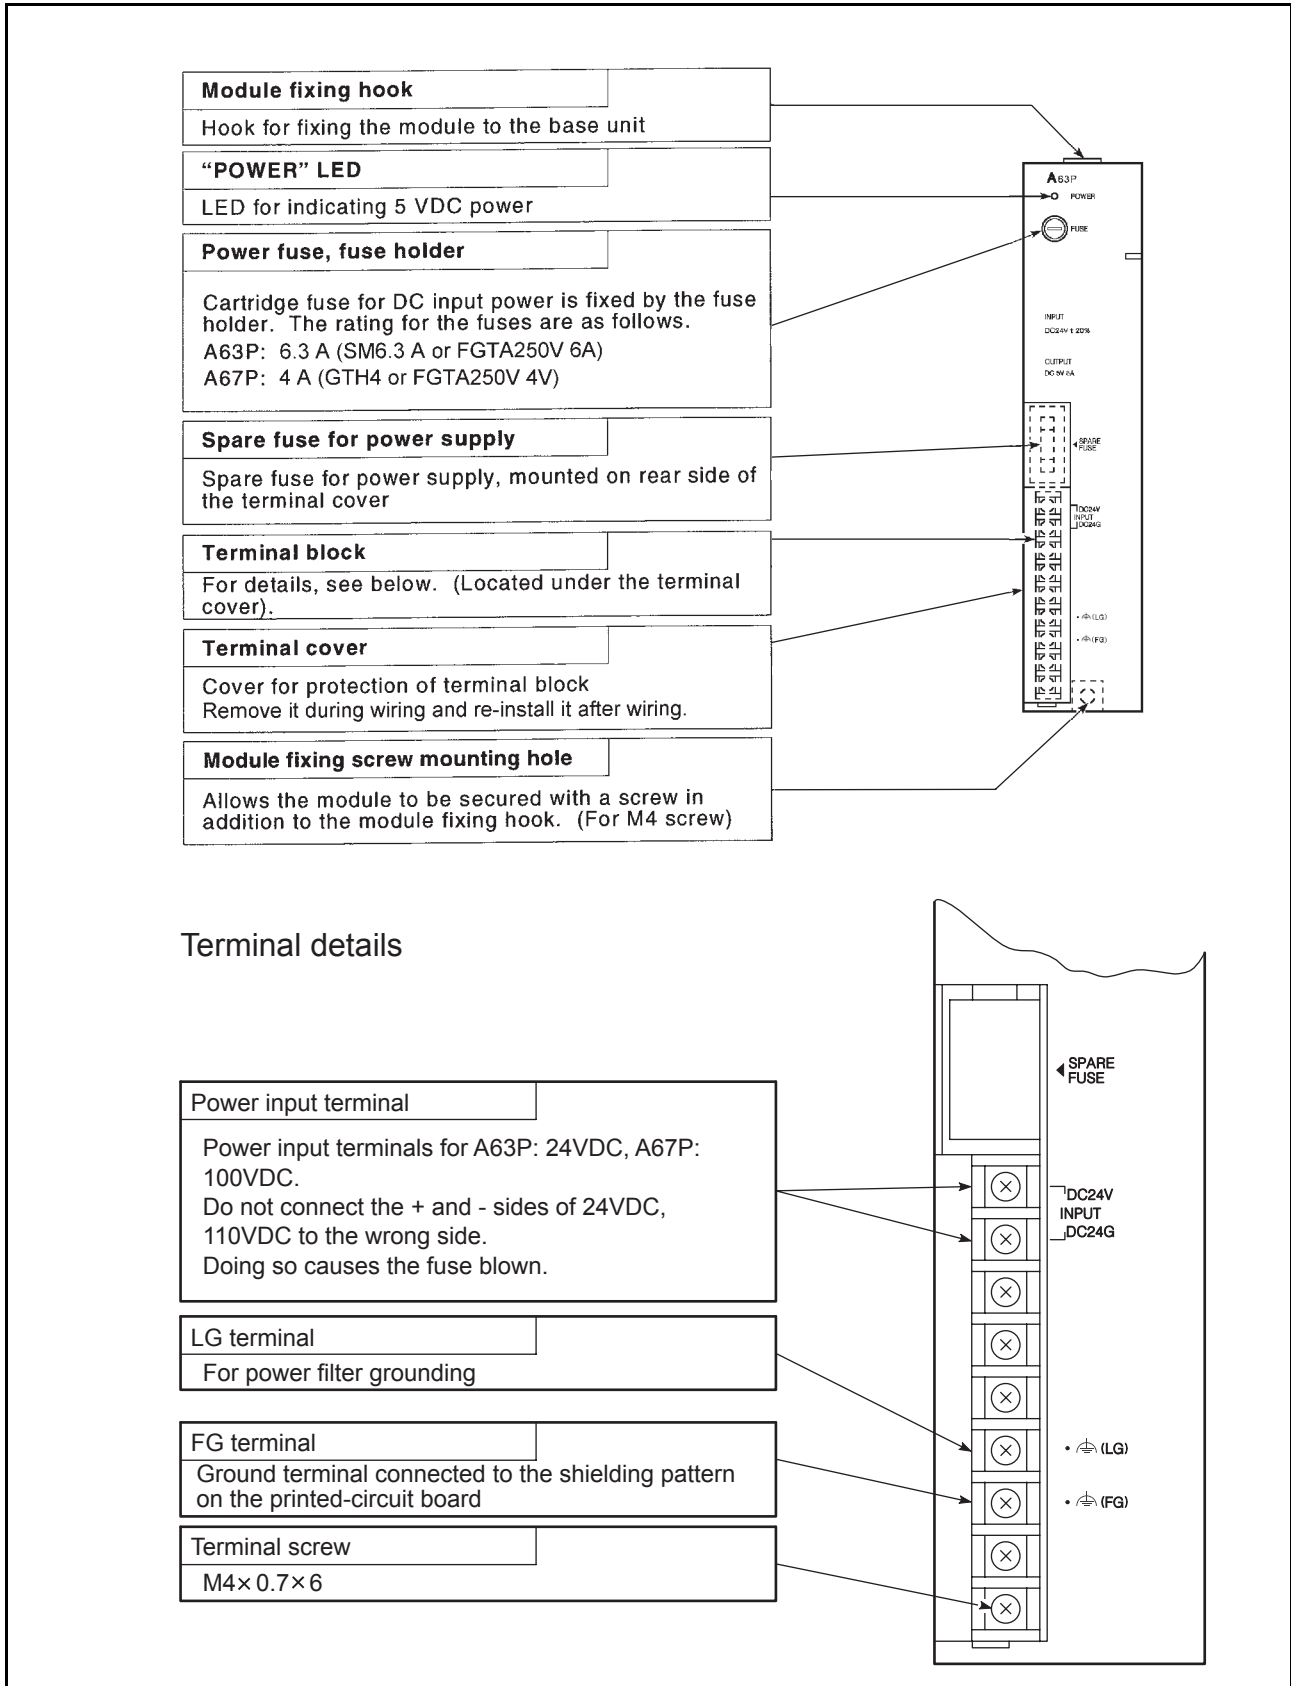 Module fixing hook
Hook for fixing the module to the base unit
“POWER” LED
LED for indicating 5 VDC power
Power fuse, fuse holder
Cartridge fuse for DC input power is fixed by the fuse
holder. The rating for the fuses are as follows.
A63P: 6.3 A (SM6.3 A or FGTA250V 6A)
A67P: 4 A (GTH4 or FGTA250V 4V)
Spare fuse for power supply
Spare fuse for power supply, mounted on rear side of
the terminal cover
Terminal block
For details, see below. (Located under the terminal
cover).
Terminal cover
Cover for protection of terminal block
Remove it during wiring and re-install it after wiring.
Module fixing screw mounting hole
Allows the module to be secured with a screw in
addition to the module fixing hook. (For M4 screw)
A63P
POWER
FUSE
INPUT
DC24V ± 20%
OUTPUT
DC 5V 8A
SPARE
FUSE
DC24V
INPUT
DC24G
(LG)
(FG)
Terminal details
Power input terminal
Power input terminals for A63P: 24VDC, A67P:
100VDC.
Do not connect the + and - sides of 24VDC,
110VDC to the wrong side.
Doing so causes the fuse blown.
LG terminal
For power filter grounding
FG terminal
Ground terminal connected to the shielding pattern
on the printed-circuit board
Terminal screw
M4×0.7×6
SPARE
FUSE
DC24V
INPUT
DC24G
(LG)
(FG)